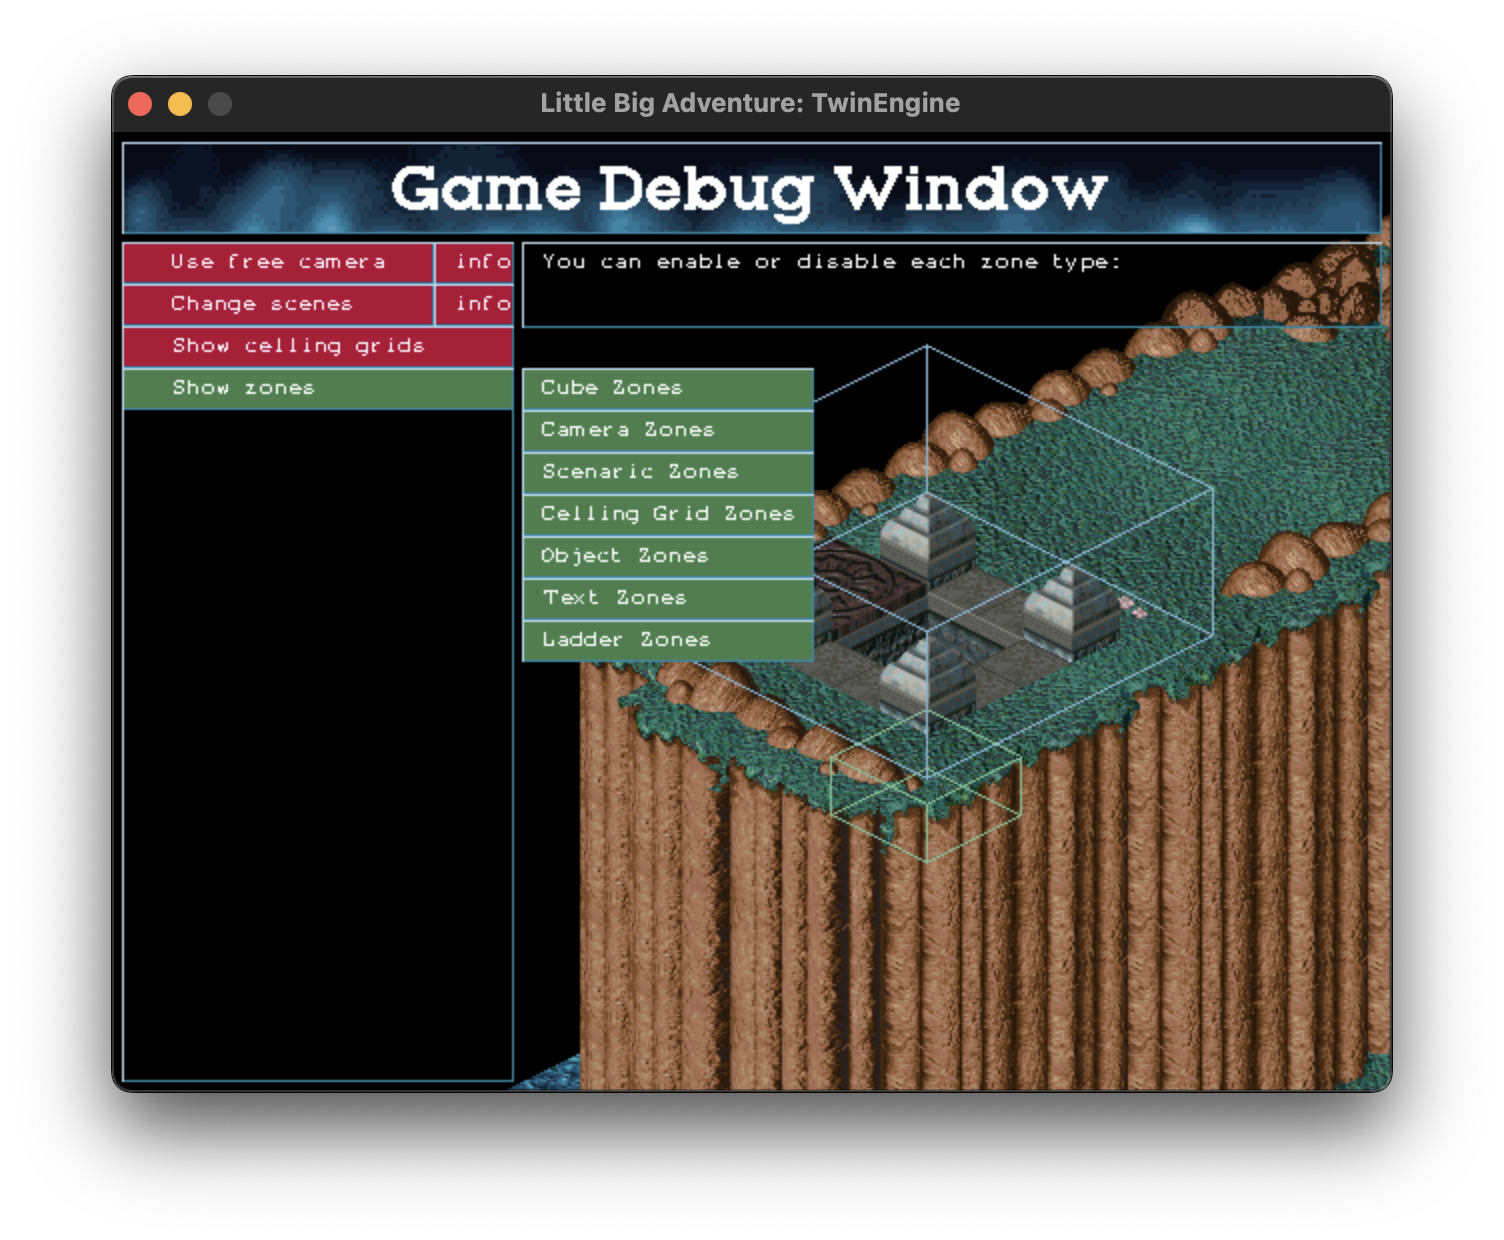 Little Big Adventure: TwinEngine
Game Debug Window
Use free camera info
Change scenes info
Show celling grids
Show zones
You can enable or disable each zone type:
Cube Zones
Camera Zones
Scenaric Zones
Celling Grid Zones
Object Zones
Text Zones
Ladder Zones